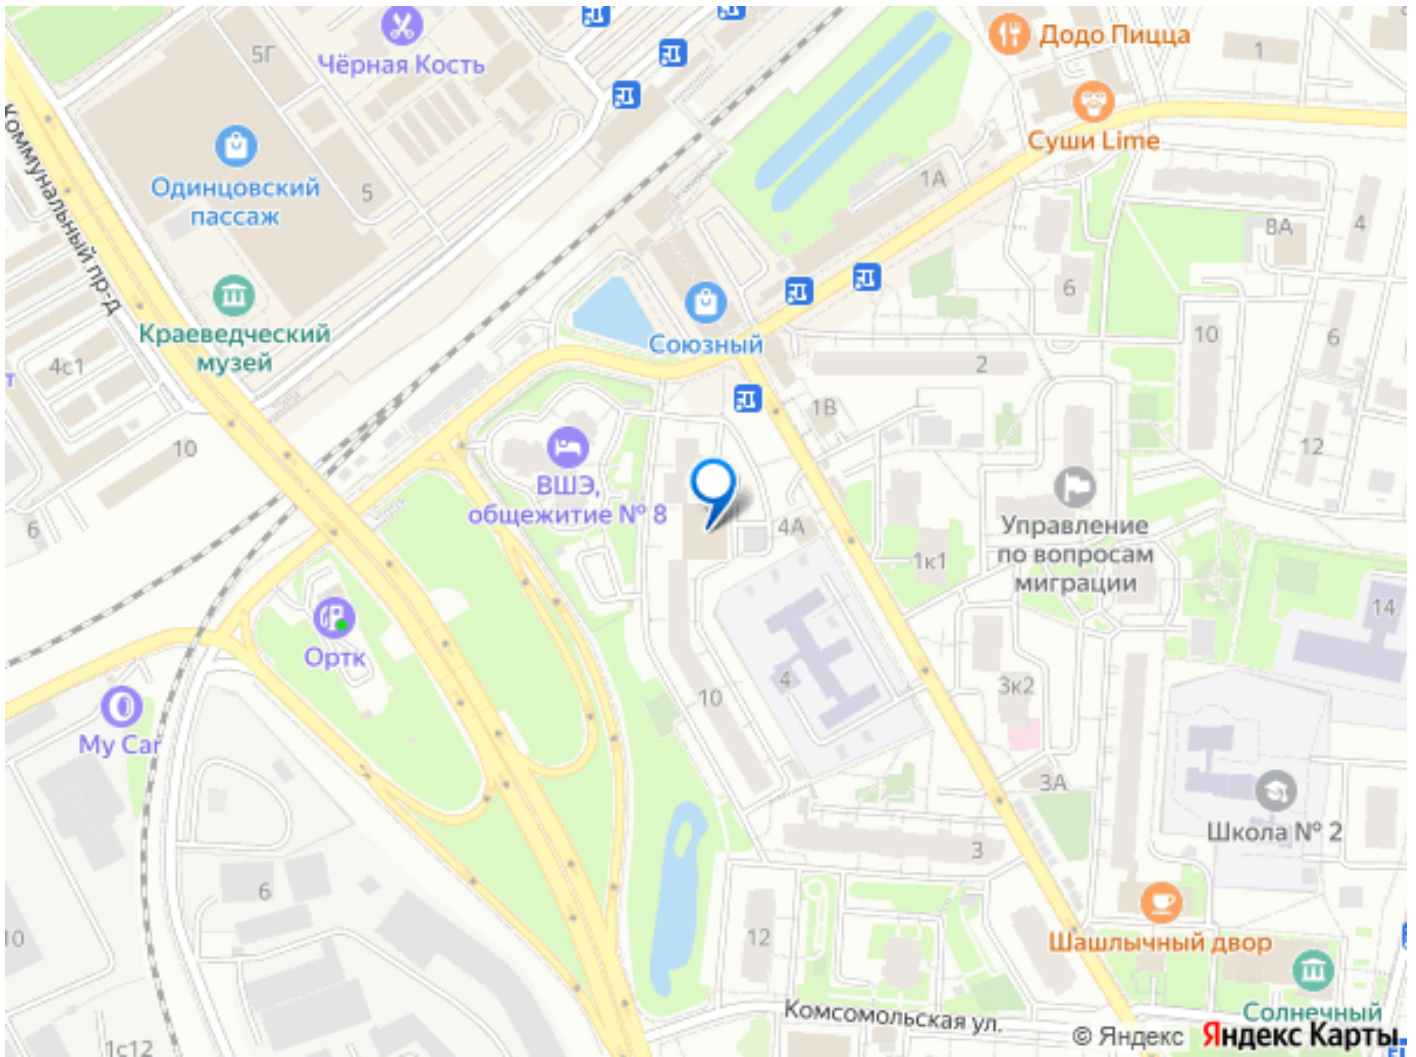 5Г
Чёрная Кость
Додо Пицца
1
Суши Lime
Коммунальный пр-д
Одинцовский
пассаж
5
1А
8А
4
6
Краеведческий
музей
4с1
т
Союзный
2
10
6
1В
12
10
6
ВШЭ,
общежитие № 8
4А
Управление
по вопросам
миграции
1к1
14
Ортк
3к2
4
10
My Car
3А
Школа № 2
3
6
10
12
Шашлычный двор
Солнечный
Комсомольская ул.
1с12
© Яндекс Яндекс Карты